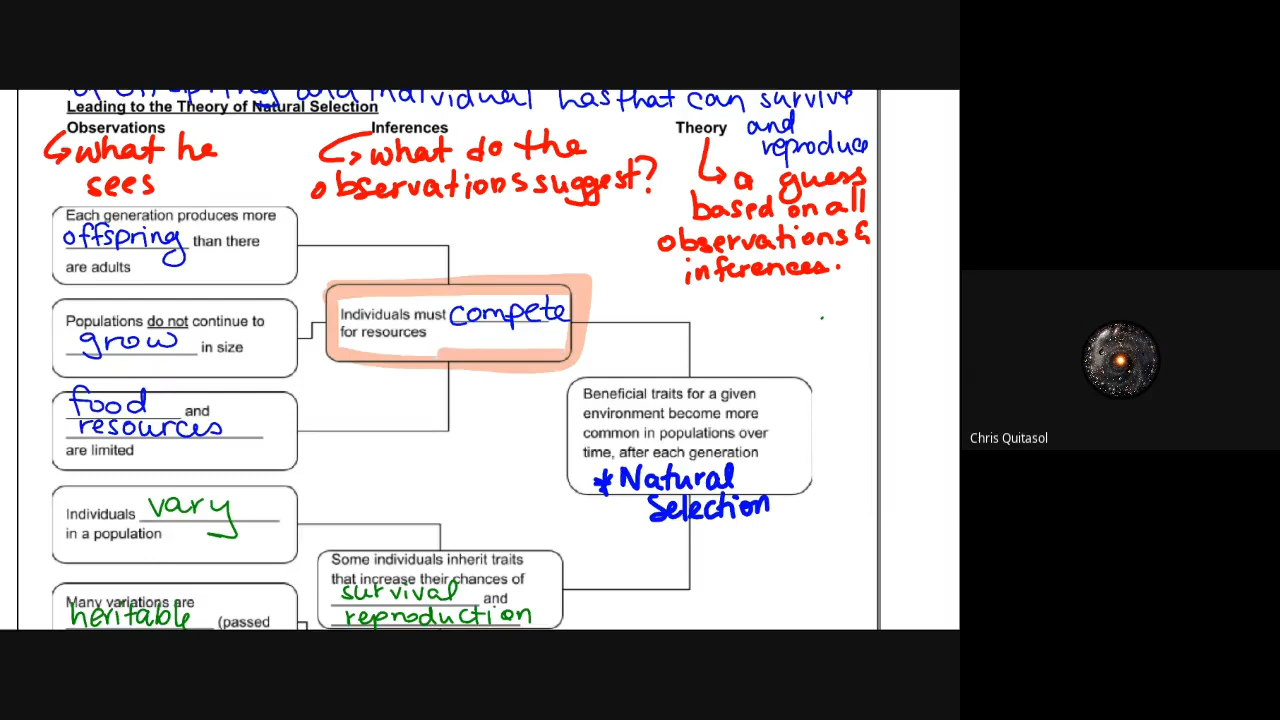 of offspring and individual has that can survive
and
reproduce
Leading to the Theory of Natural Selection
Observations
Inferences
Theory
what he
sees
what do the
observations suggest?
a guess
based on all
observations &
inferences.
Each generation produces more
offspring than there
are adults
Populations do not continue to
grow in size
food and
resources
are limited
Individuals must compete
for resources
Beneficial traits for a given
environment become more
common in populations over
time, after each generation
* Natural
Selection
Individuals vary
in a population
Many variations are
heritable (passed
Some individuals inherit traits
that increase their chances of
survival and
reproduction
Chris Quitasol